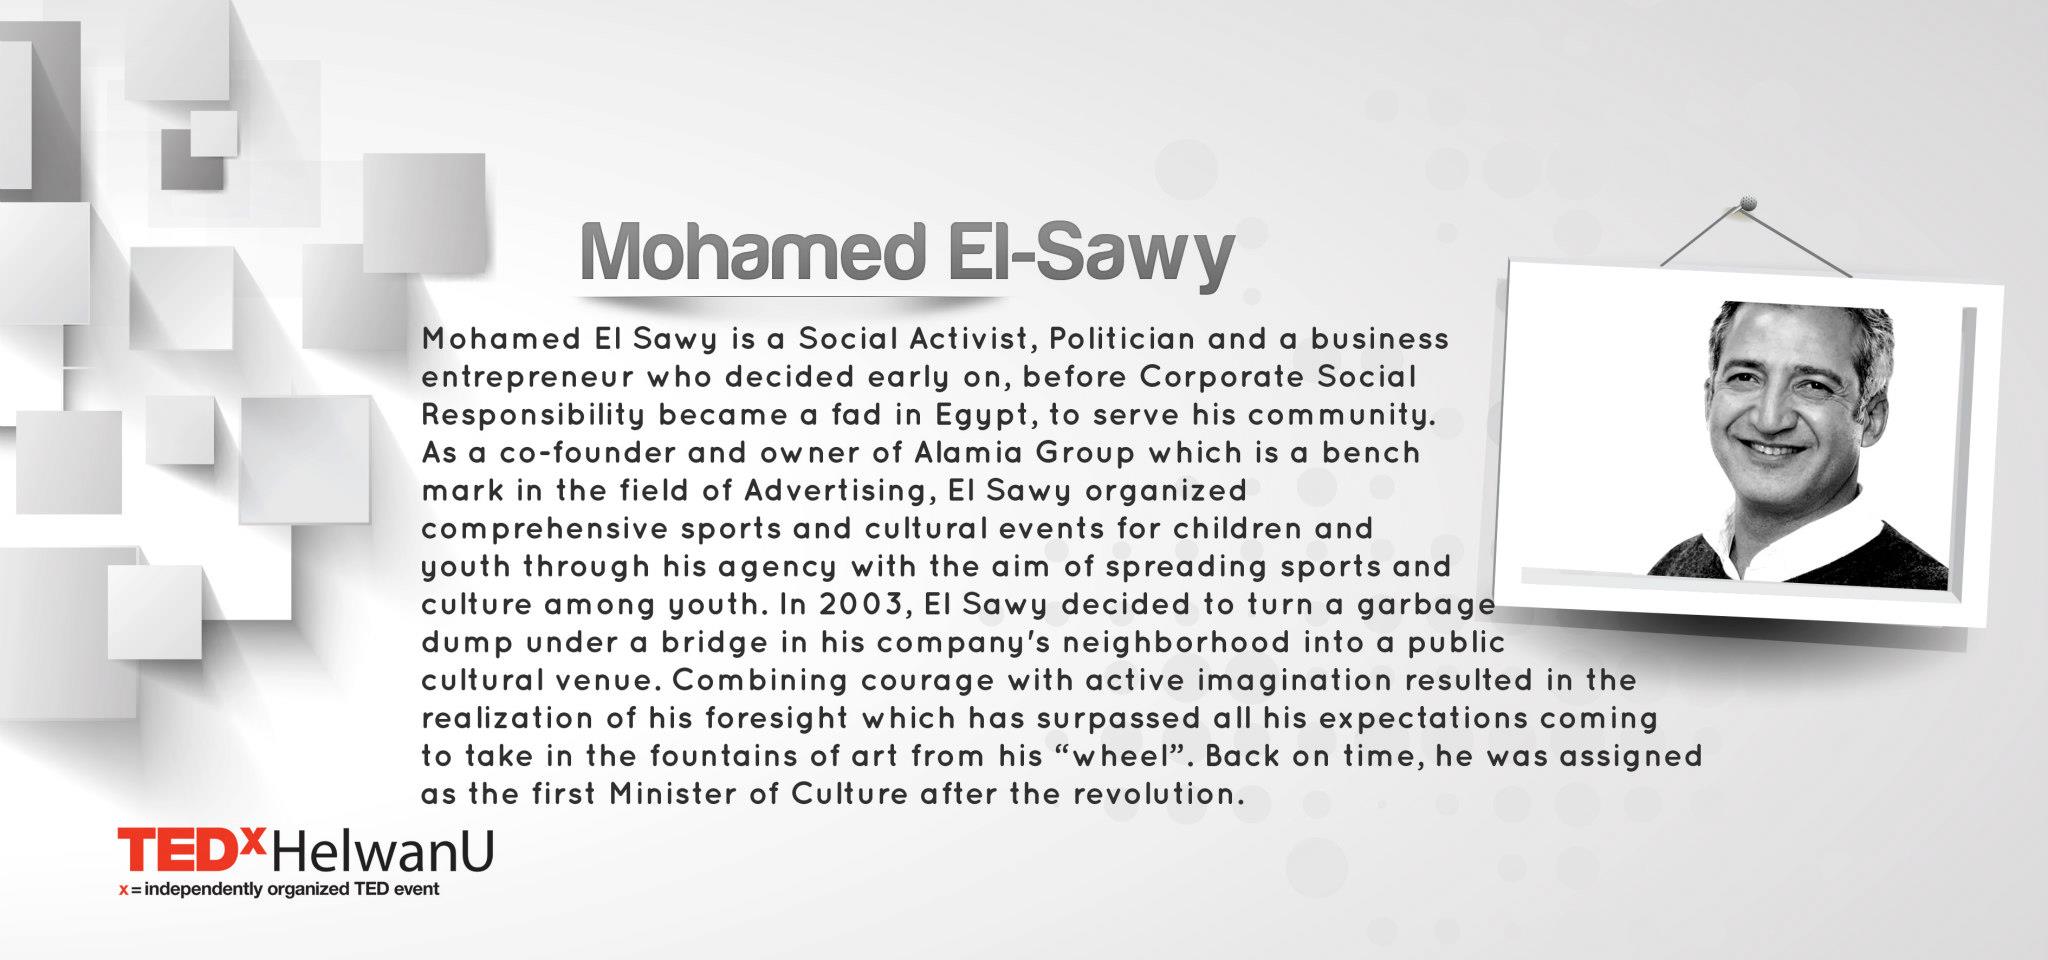 Mohamed El-Sawy
Mohamed El Sawy is a Social Activist, Politician and a business
entrepreneur who decided early on, before Corporate Social
Responsibility became a fad in Egypt, to serve his community.
As a co-founder and owner of Alamia Group which is a bench
mark in the field of Advertising, El Sawy organized
comprehensive sports and cultural events for children and
youth through his agency with the aim of spreading sports and
culture among youth. In 2003, El Sawy decided to turn a garbage
dump under a bridge in his company's neighborhood into a public
cultural venue. Combining courage with active imagination resulted in the
realization of his foresight which has surpassed all his expectations coming
to take in the fountains of art from his “wheel”. Back on time, he was assigned
as the first Minister of Culture after the revolution.
TEDxHelwanU
x = independently organized TED event